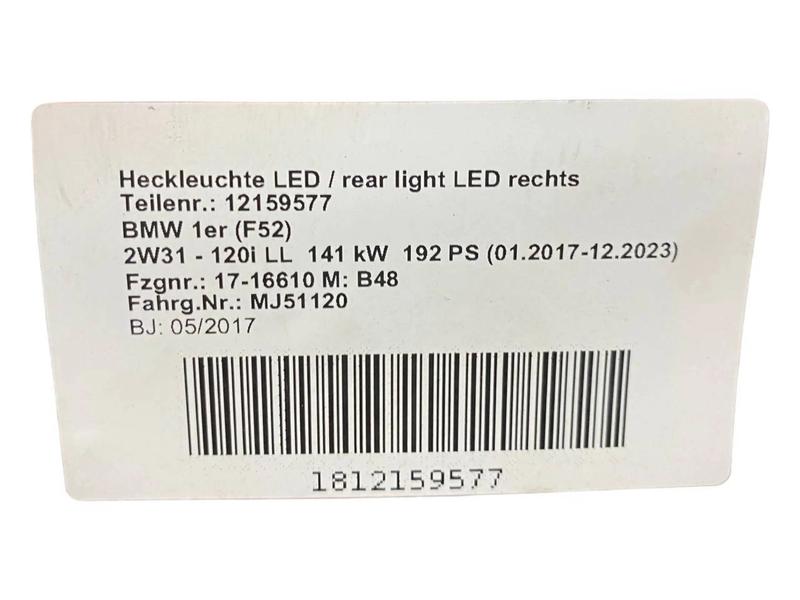 Heckleuchte LED / rear light LED rechts
Teilenr.: 12159577
BMW 1er (F52)
2W31 - 120i LL 141 kW 192 PS (01.2017-12.2023)
Fzgnr.: 17-16610 M: B48
Fahrg.Nr.: MJ51120
BJ: 05/2017
1812159577